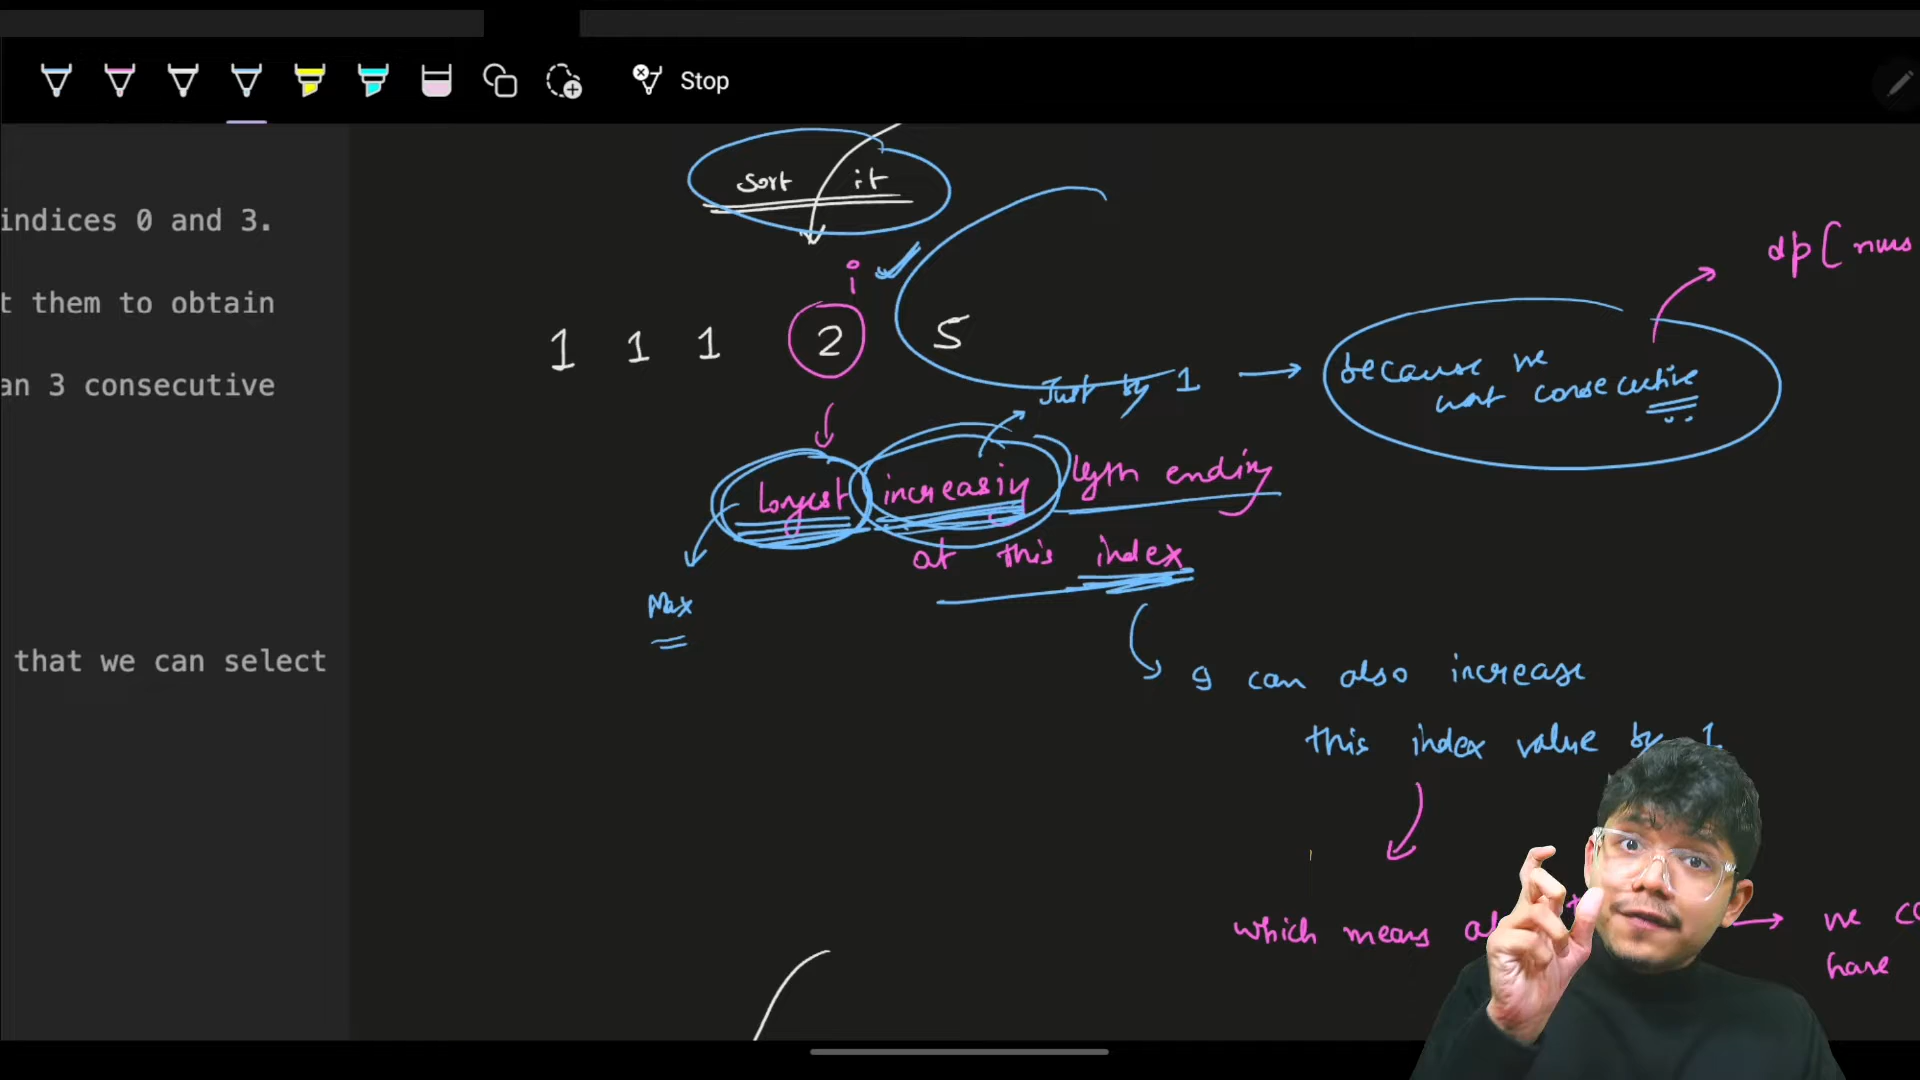 Stop
sort it
indices 0 and 3.
i
dp[nums
t them to obtain
1 1 1 2 5
an 3 consecutive
Just by 1
because we
want consecutive
longest increasing length ending
at this index
Max
that we can select
9 can also increase
this index value by 1
which means
we
have